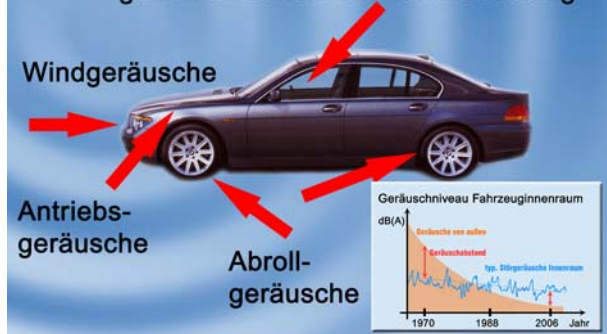 Windgeräusche
Antriebs-
geräusche
Abroll-
geräusche
Geräuschniveau Fahrzeuginnenraum
dB(A)
Geräusche von außen
Geräuschabstand
typ. Störgeräusche Innenraum
1970
1988
2006
Jahr